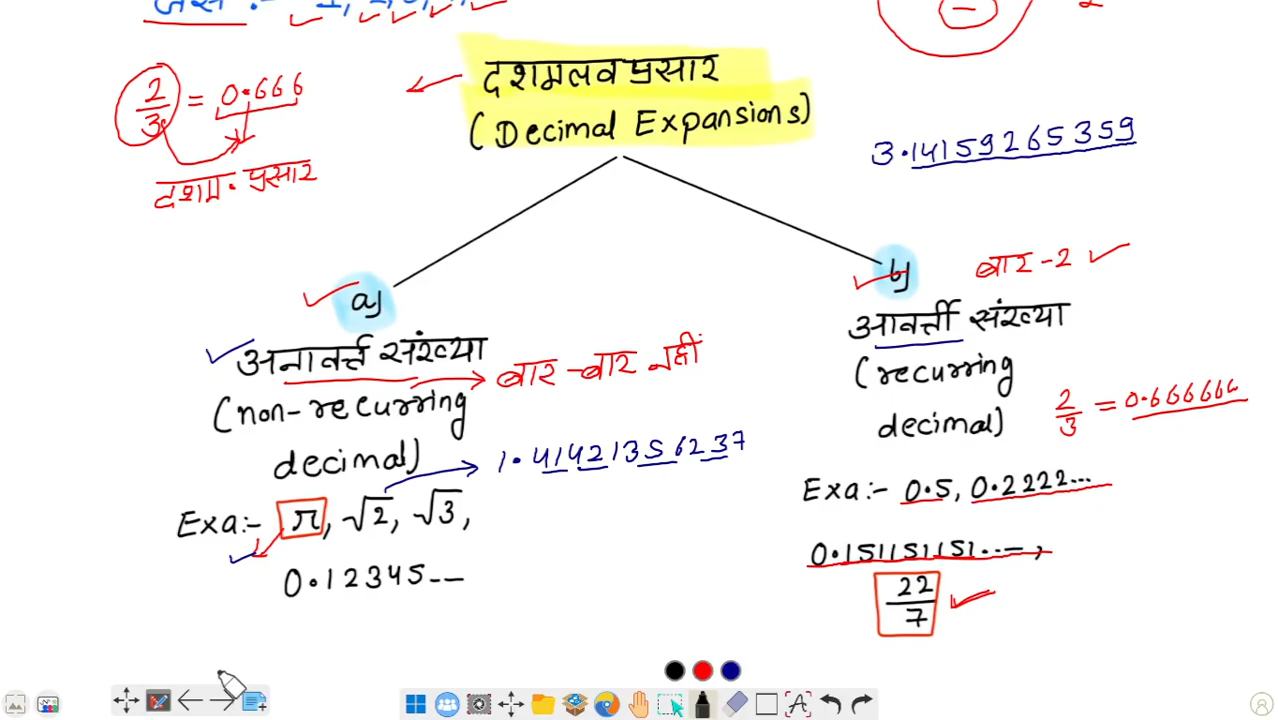 जैसे :-
2/3 = 0.666
दशम. प्रसार
दशमलव प्रसार
(Decimal Expansions)
3.14159265359
a)
अनावर्त्त संख्या
बार-बार नहीं
(non-recurring
decimal)
1.41421356237
Exa:- π, √2, √3,
0.12345--
b)
बार-2
आवर्त्ती संख्या
(recurring
decimal)
2/3 = 0.666666
Exa:- 0.5, 0.2222...
0.151151151..-,
22/7